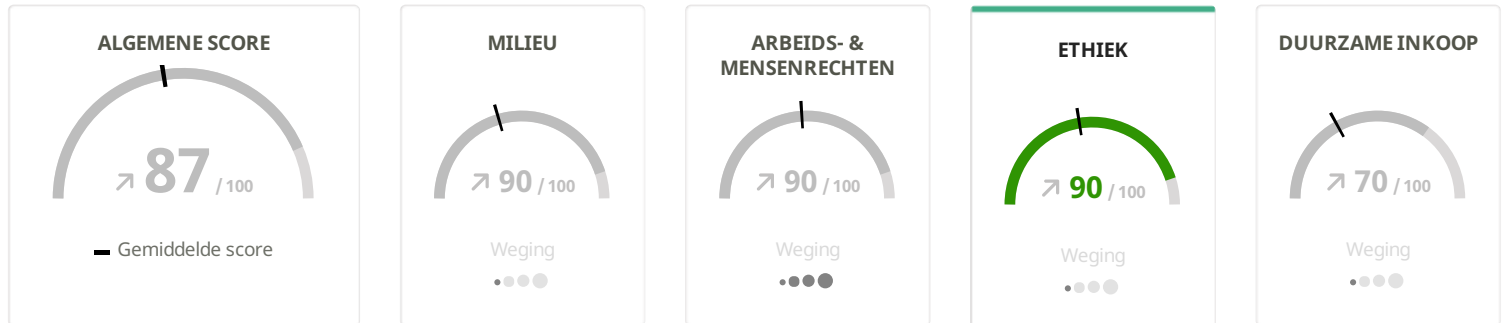 ALGEMENE SCORE
87 / 100
Gemiddelde score
MILIEU
90 / 100
Weging
ARBEIDS- &
MENSENRECHTEN
90 / 100
Weging
ETHIEK
90 / 100
Weging
DUURZAME INKOOP
70 / 100
Weging